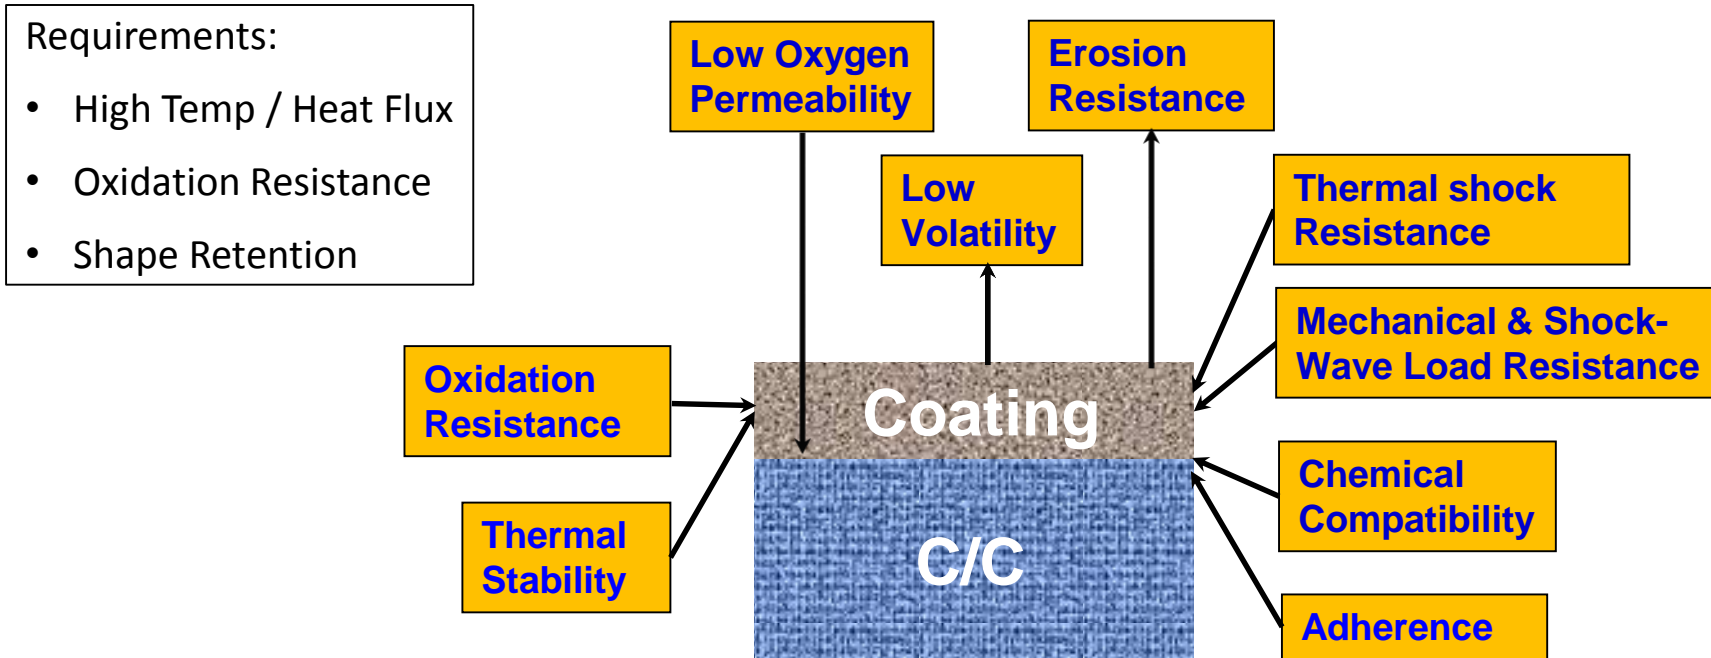 Requirements:
• High Temp / Heat Flux
• Oxidation Resistance
• Shape Retention
Low Oxygen
Permeability
Erosion
Resistance
Low
Volatility
Thermal shock
Resistance
Mechanical & Shock-
Wave Load Resistance
Oxidation
Resistance
Coating
Chemical
Compatibility
Thermal
Stability
C/C
Adherence